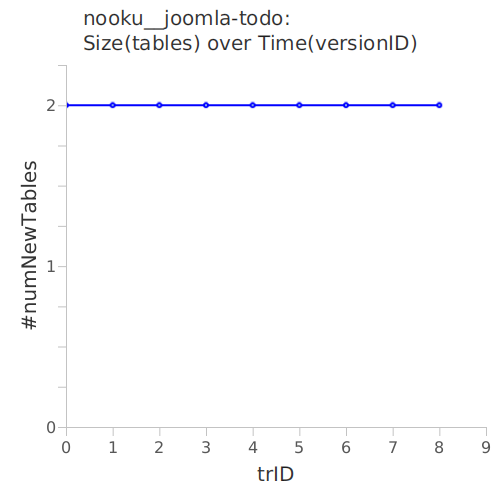 nooku__joomla-todo:
Size(tables) over Time(versionID)
#numNewTables
2
1
0
0 1 2 3 4 5 6 7 8 9
trID